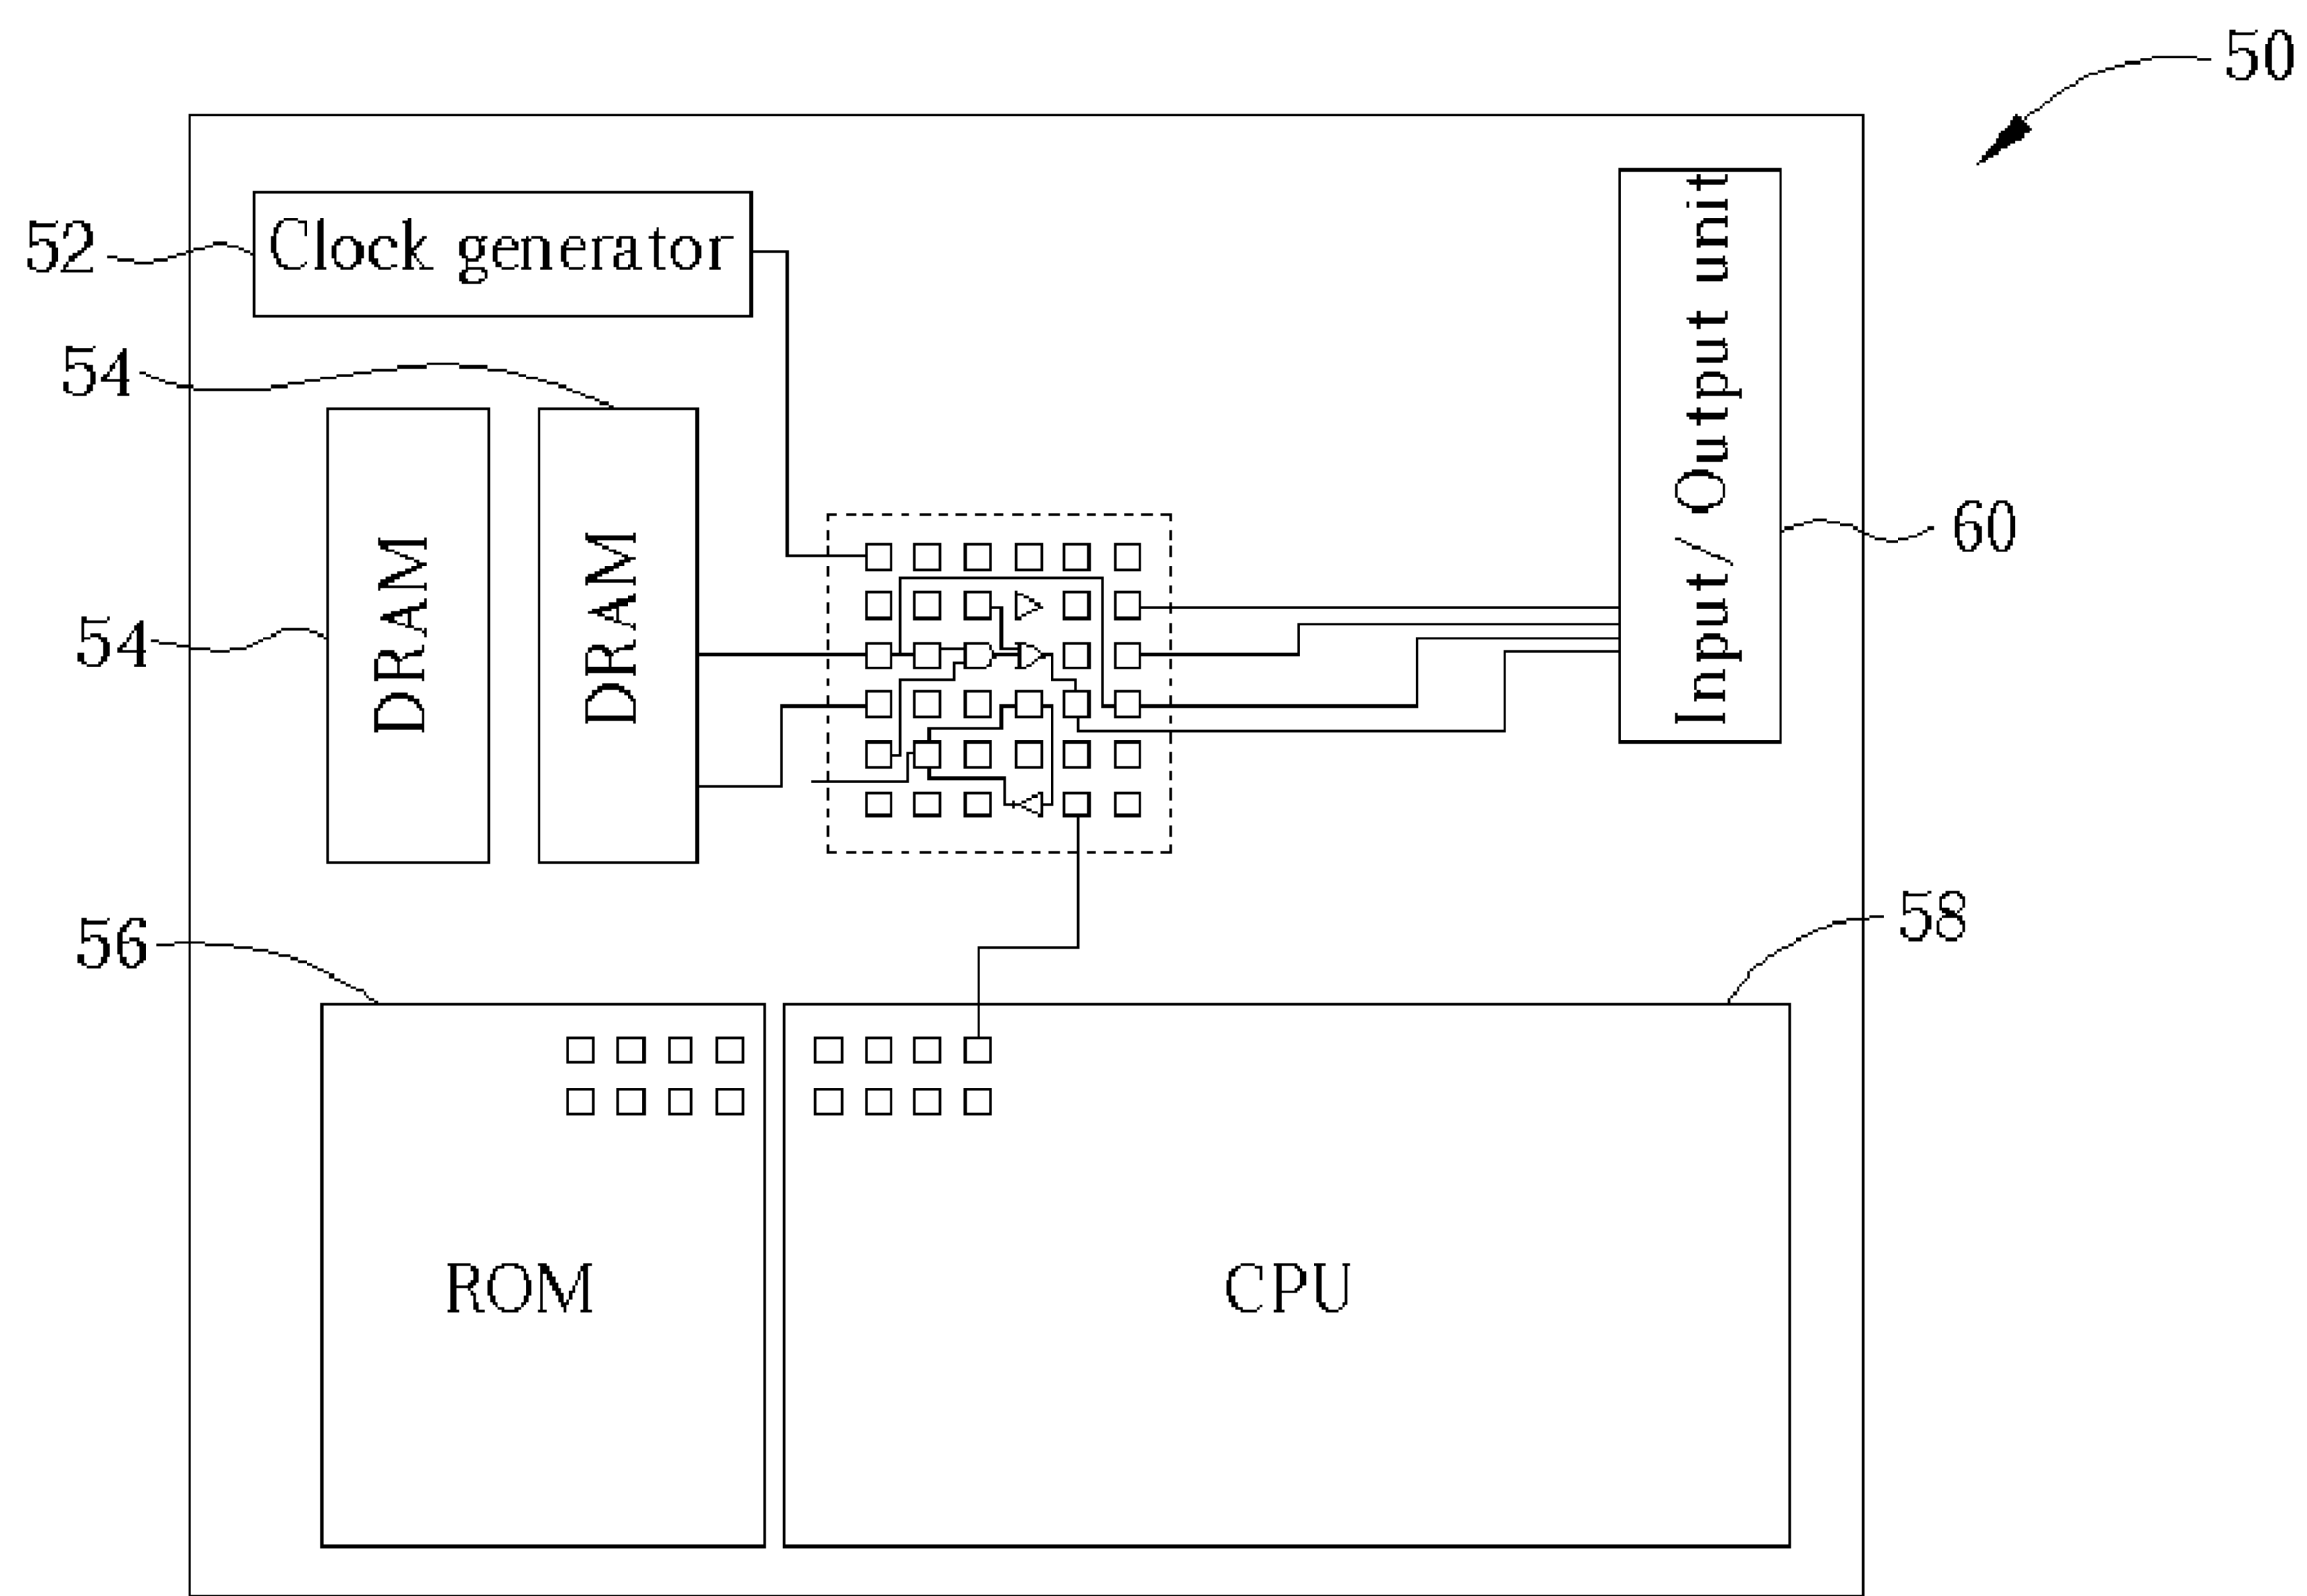 50
52
Clock generator
54
Input/ Output unit
DRAM
DRAM
60
54
56
58
ROM
CPU